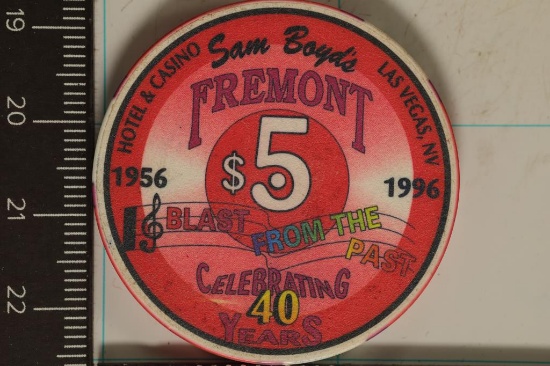 Sam Boyd's
HOTEL & CASINO
LAS VEGAS, NV
FREMONT
$5
1956
1996
BLAST
FROM THE
PAST
CELEBRATING
40
YEARS
19
20
21
22